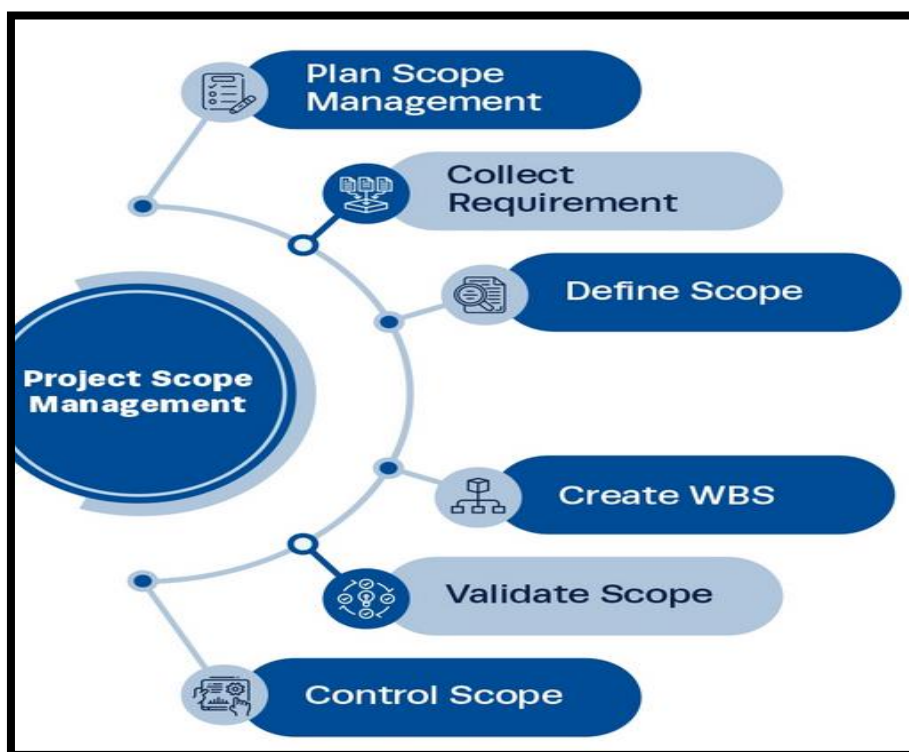 Plan Scope
Management
Collect
Requirement
Define Scope
Project Scope
Management
Create WBS
Validate Scope
Control Scope